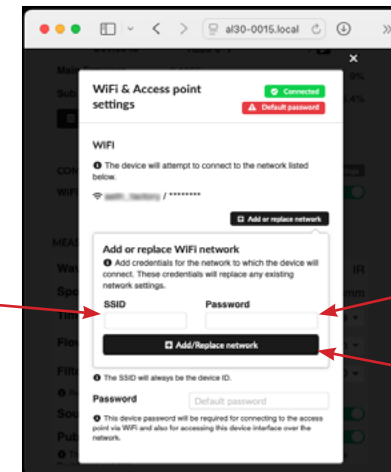 al30-0015.local
WiFi & Access point
settings
Connected
Default password
WIFI
The device will attempt to connect to the network listed
below.
/ ********
Add or replace network
Add or replace WiFi network
Add credentials for the network to which the device will
connect. These credentials will replace any existing
network settings.
SSID Password
Add/Replace network
The SSID will always be the device ID.
Password Default password
This device password will be required for connecting to the access
point via WiFi and also for accessing this device interface over the
network.